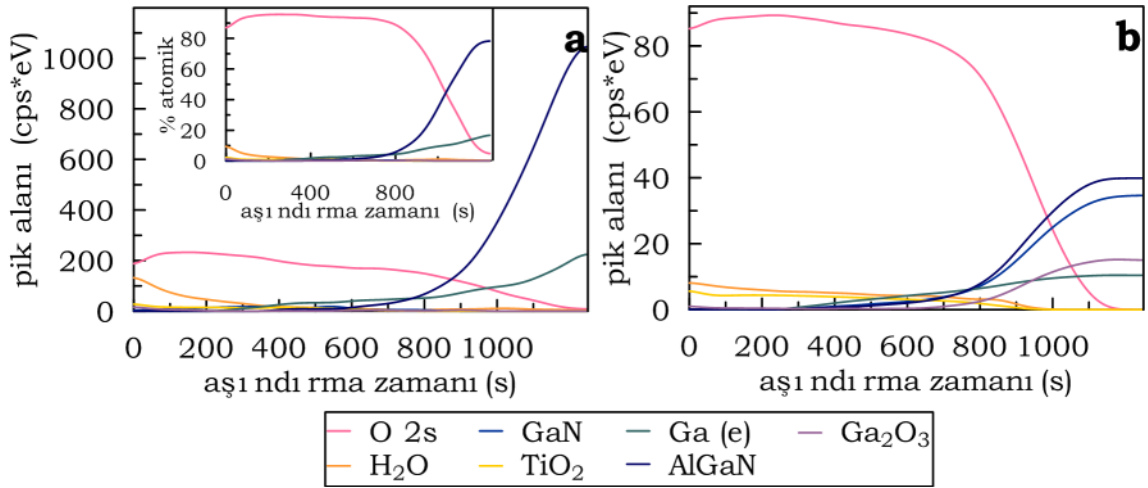 a
pik alanı (cps*eV)
1000
800
600
400
200
0
% atomik
80
60
40
20
0
0 400 800
aşı ndı rma zamanı (s)
0 200 400 600 800 1000
aşı ndı rma zamanı (s)
b
pik alanı (cps*eV)
80
60
40
20
0
0 200 400 600 800 1000
aşı ndı rma zamanı (s)
O 2s GaN Ga (e) Ga₂O₃
H₂O TiO₂ AlGaN